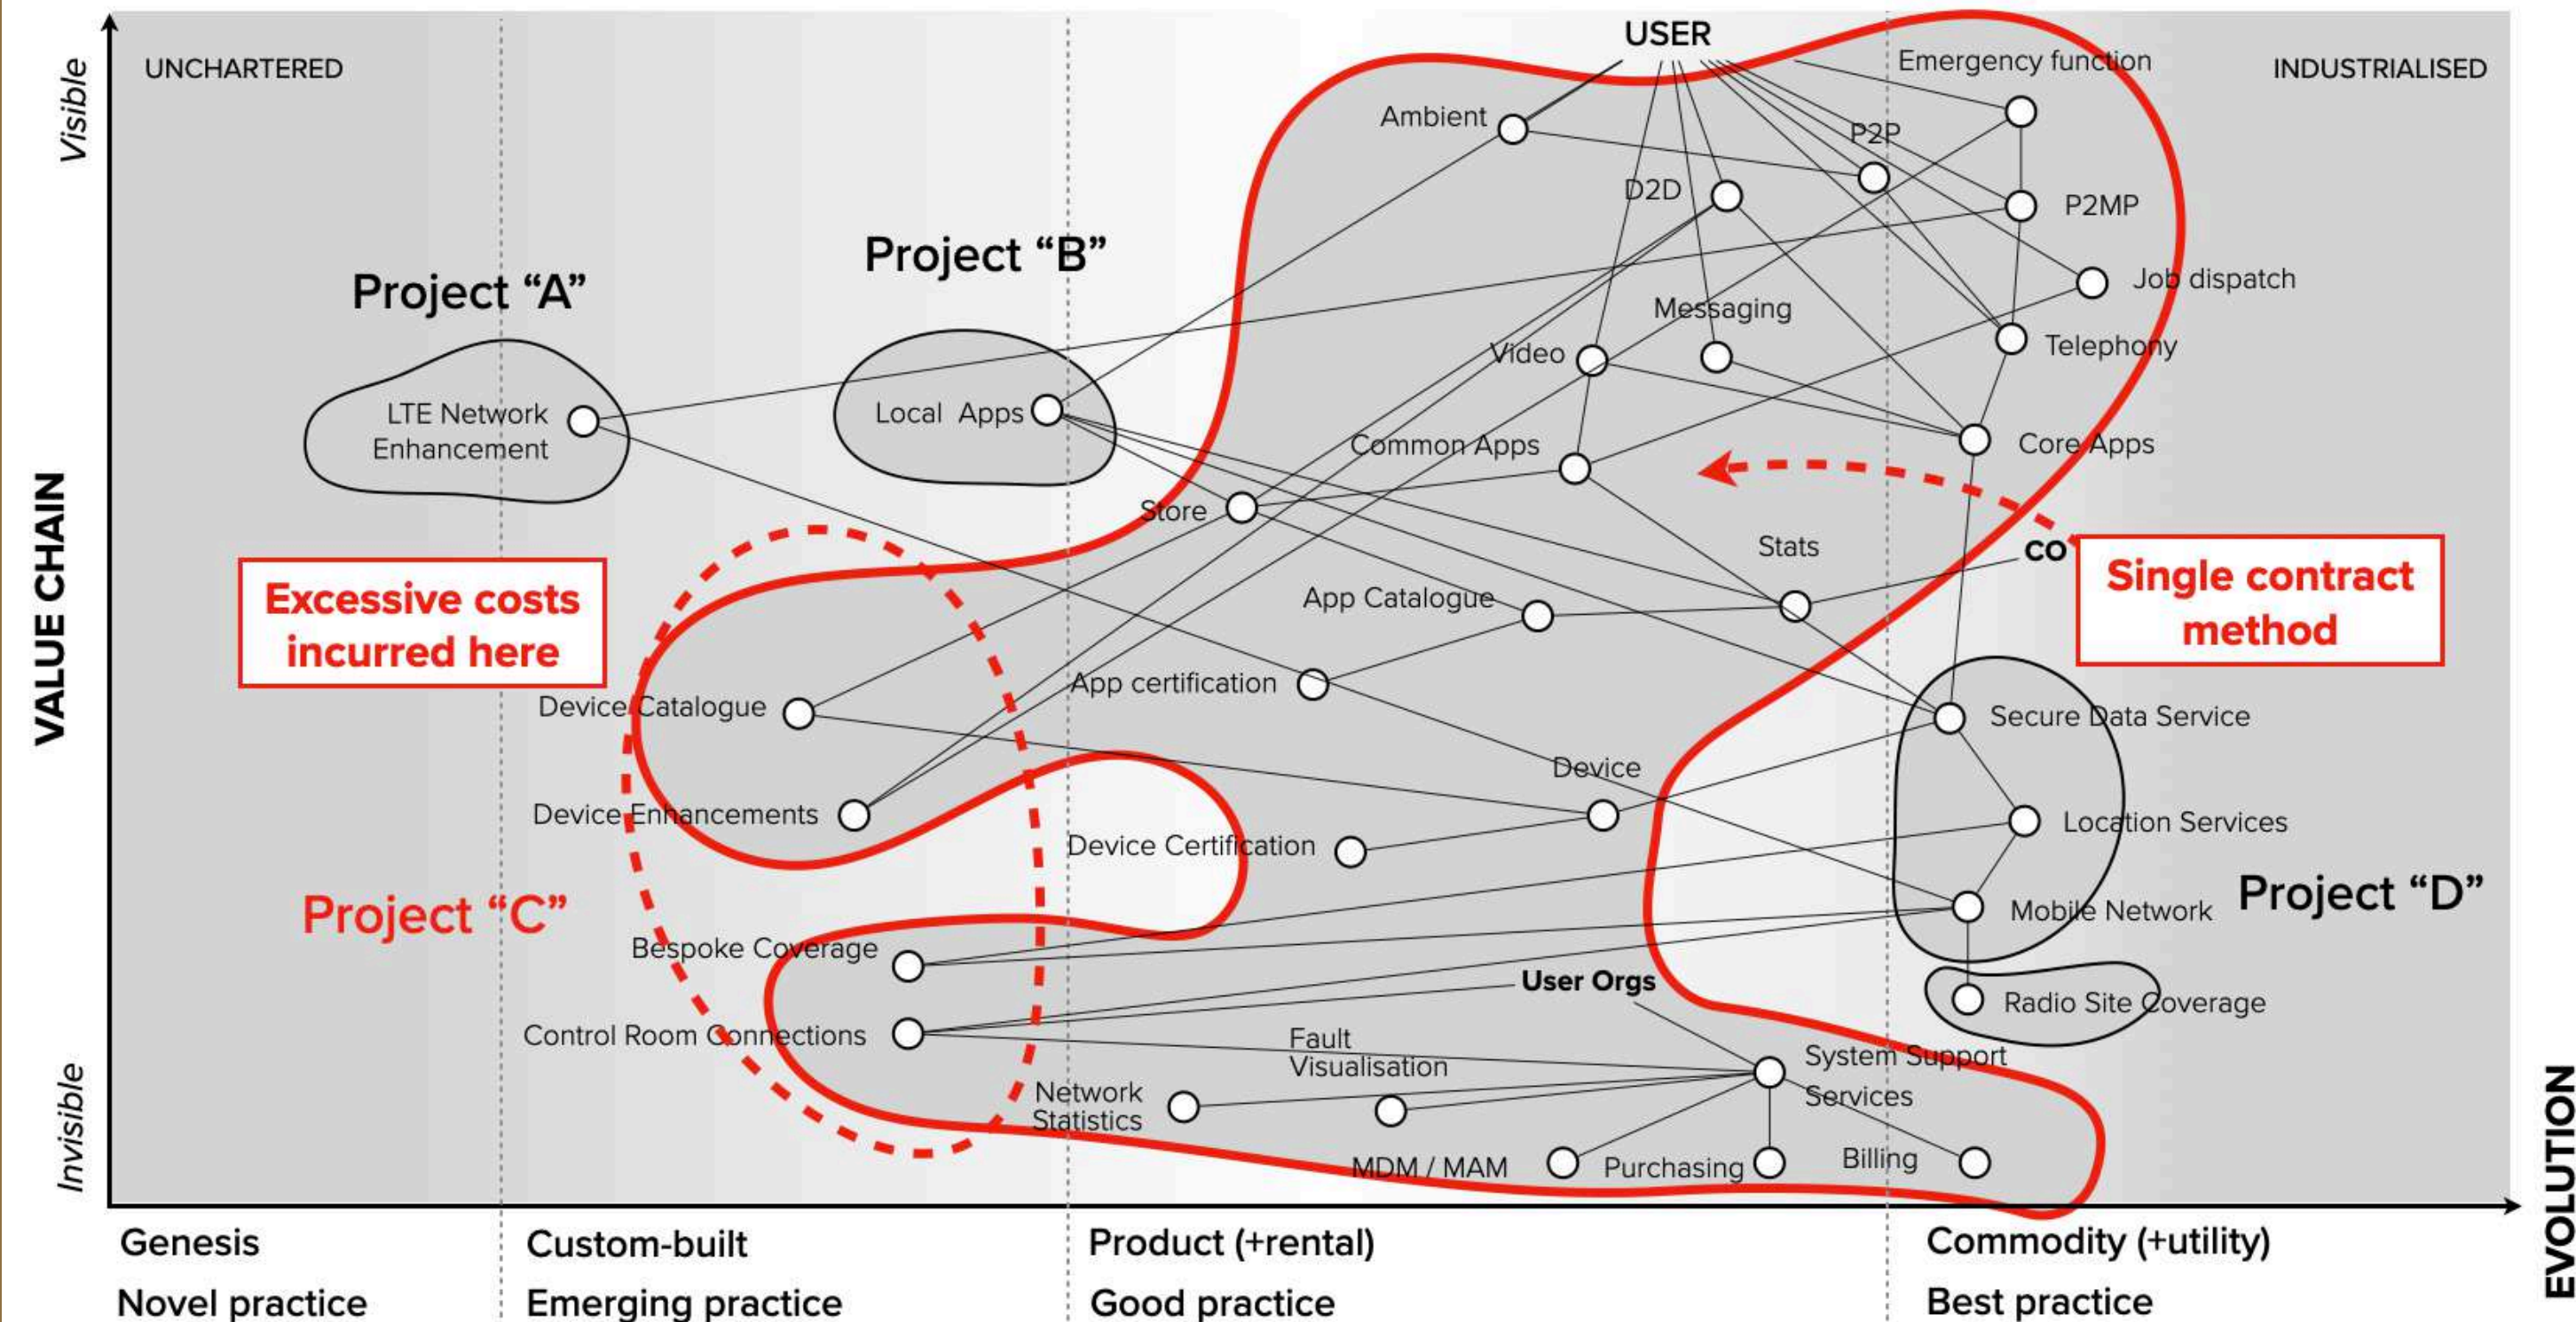 USER
UNCHARTERED
Emergency function
INDUSTRIALISED
Visible
Ambient
P2P
D2D
P2MP
Project “B”
Project “A”
Job dispatch
Messaging
Video
Telephony
LTE Network
Enhancement
Local Apps
Common Apps
Core Apps
Store
VALUE CHAIN
Stats
co
Excessive costs
incurred here
Single contract
method
App Catalogue
App certification
Device Catalogue
Secure Data Service
Device
Device Enhancements
Location Services
Device Certification
Project “C”
Project “D”
Mobile Network
Bespoke Coverage
User Orgs
Radio Site Coverage
Control Room Connections
Fault
Visualisation
System Support
Services
Network
Statistics
Invisible
MDM / MAM
Purchasing
Billing
EVOLUTION
Genesis
Custom-built
Product (+rental)
Commodity (+utility)
Novel practice
Emerging practice
Good practice
Best practice